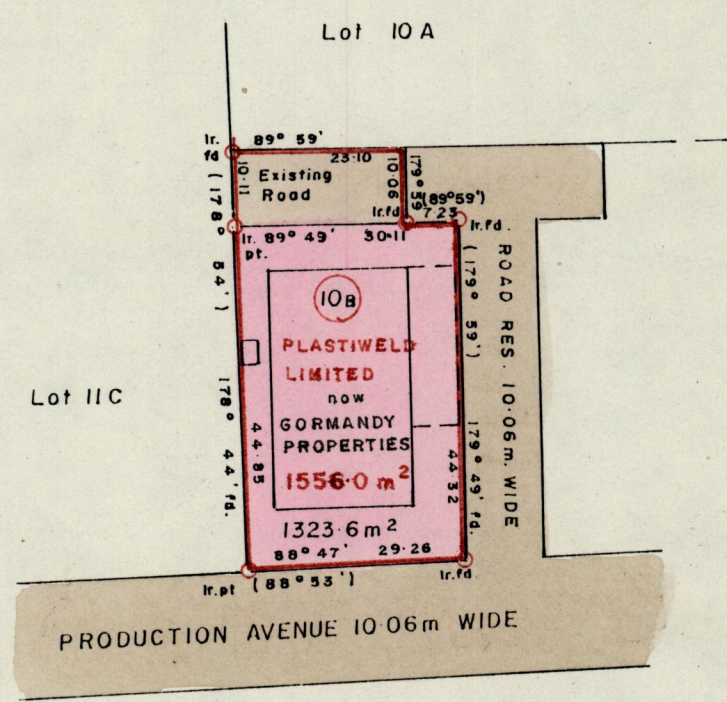 Lot 10 A
Ir. fd
89° 59'
23·10
10·11
10·06
179° 59'
Existing
Road
(89°59')
7·23
Ir.fd
Ir.fd.
Ir. pt.
89° 49' 30·11
(178° 54')
(179° 59')
10B
PLASTIWELD
LIMITED
now
GORMANDY
PROPERTIES
1556·0 m²
1323·6m²
88° 47' 29·26
Lot 11C
178° 44' fd.
44·85
44·32
179° 49' fd.
ROAD RES. 10·06m. WIDE
Ir.pt (88°53') Ir.fd
PRODUCTION AVENUE 10·06m WIDE